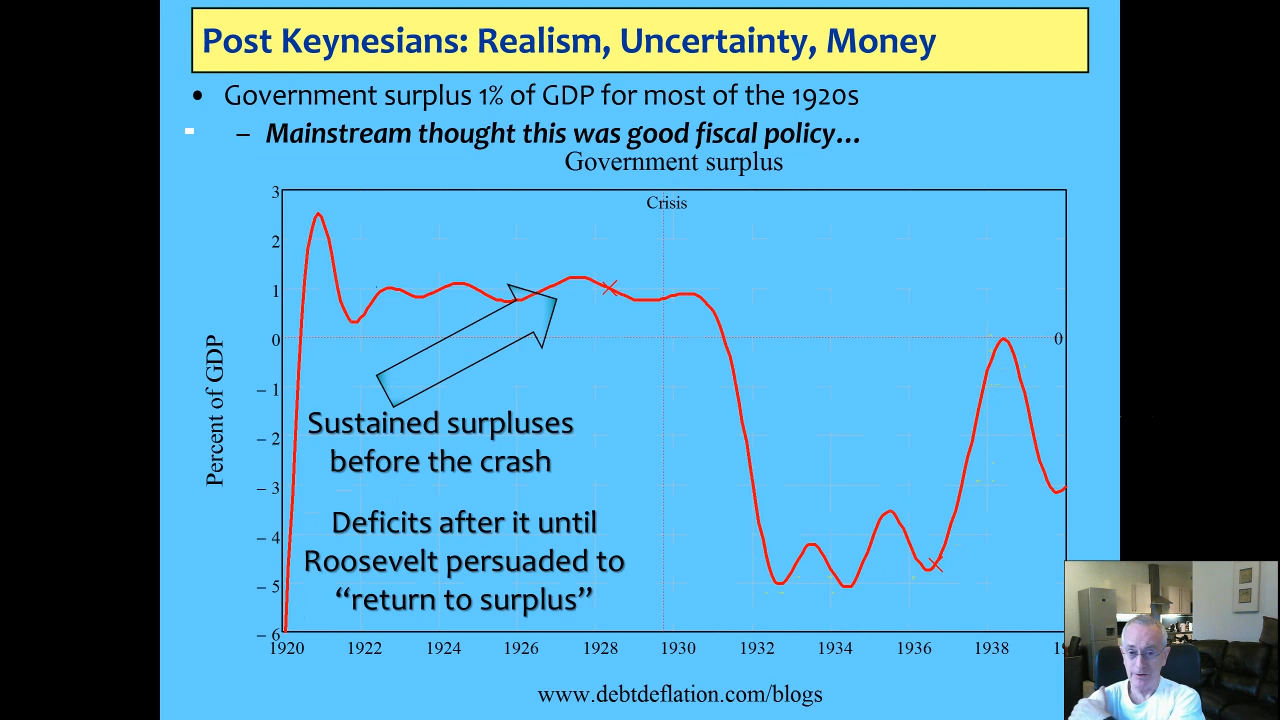 Post Keynesians: Realism, Uncertainty, Money
• Government surplus 1% of GDP for most of the 1920s
– Mainstream thought this was good fiscal policy…
Government surplus
Crisis
3
2
1
0
– 1
– 2
– 3
– 4
– 5
– 6
0
Percent of GDP
Sustained surpluses
before the crash
Deficits after it until
Roosevelt persuaded to
“return to surplus”
1920 1922 1924 1926 1928 1930 1932 1934 1936 1938
www.debtdeflation.com/blogs